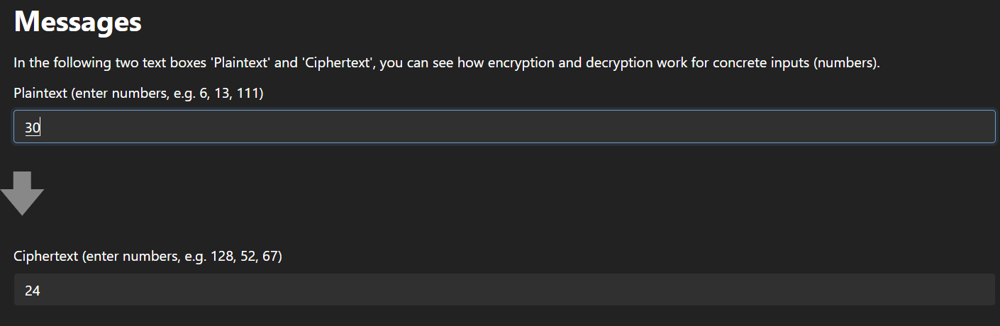 Messages
In the following two text boxes 'Plaintext' and 'Ciphertext', you can see how encryption and decryption work for concrete inputs (numbers).
Plaintext (enter numbers, e.g. 6, 13, 111)
30
Ciphertext (enter numbers, e.g. 128, 52, 67)
24